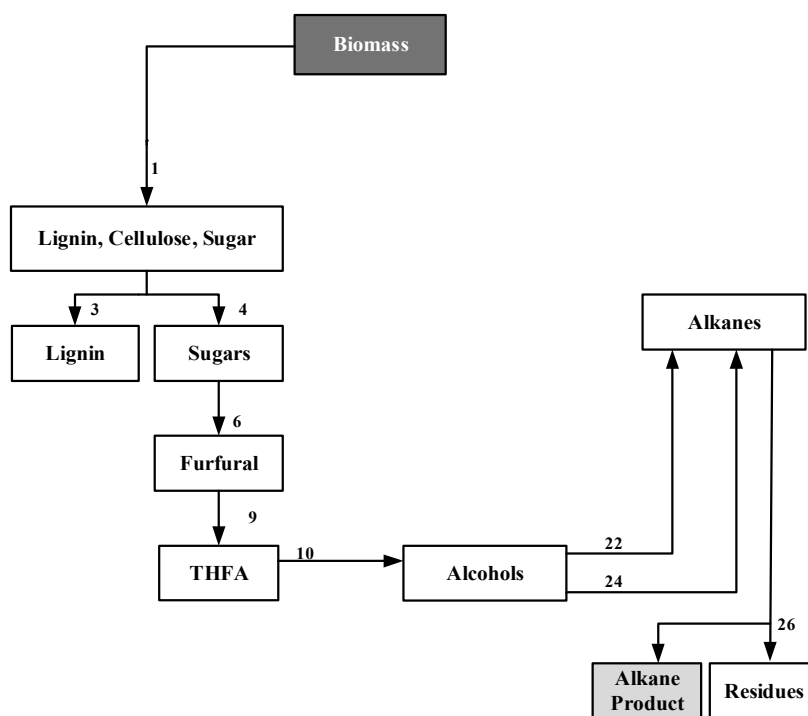 Biomass
1
Lignin, Cellulose, Sugar
3
4
Lignin
Sugars
Alkanes
6
Furfural
9
THFA
10
Alcohols
22
24
26
Alkane
Product
Residues